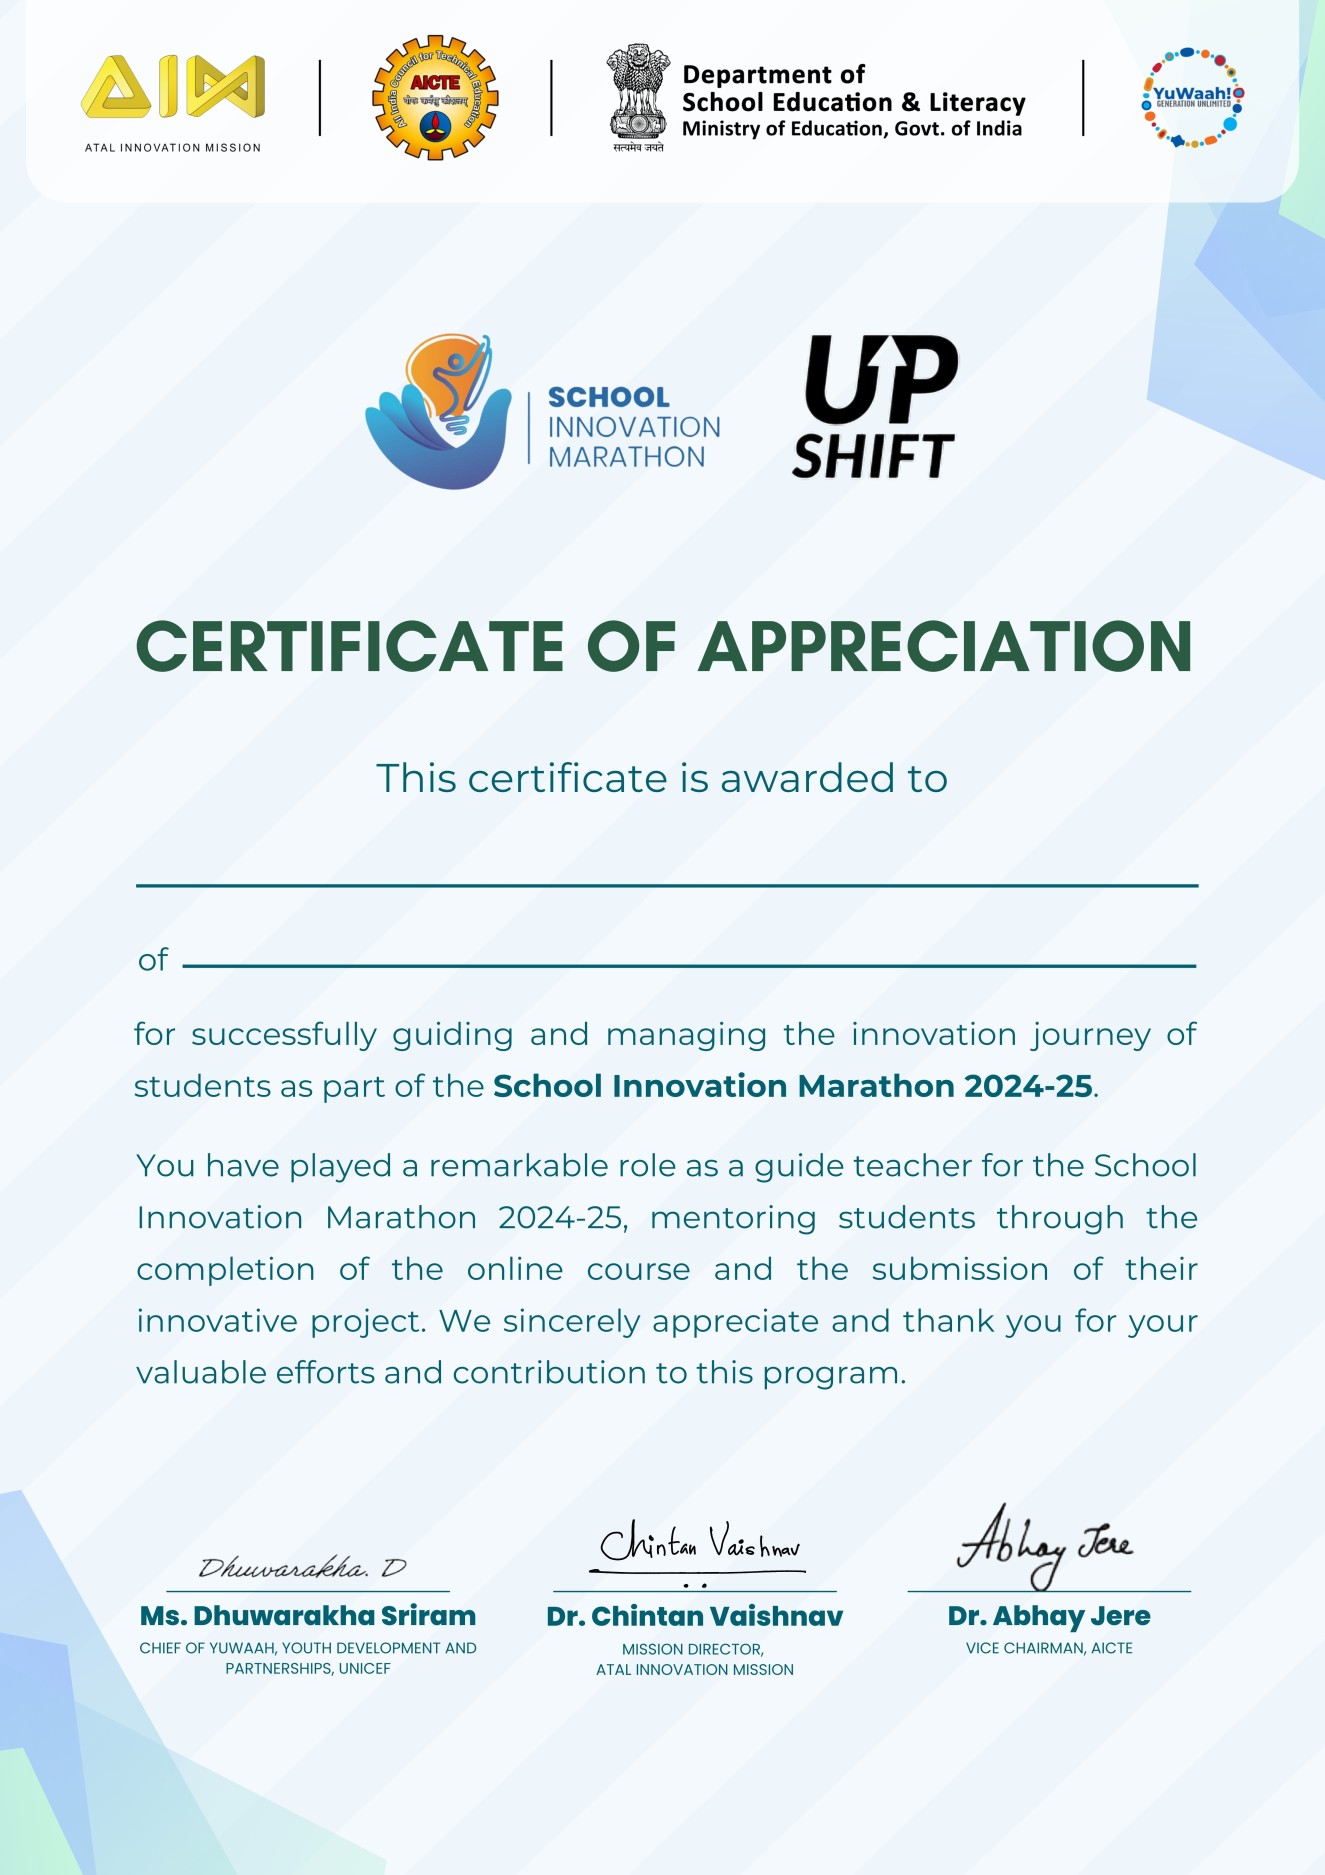 ATAL INNOVATION MISSION
All India Council for Technical Education
AICTE
योगः कर्मसु कौशलम्
सत्यमेव जयते
Department of
School Education & Literacy
Ministry of Education, Govt. of India
YuWaah!
GENERATION UNLIMITED
SCHOOL
INNOVATION
MARATHON
UP
SHIFT
CERTIFICATE OF APPRECIATION
This certificate is awarded to
of
for successfully guiding and managing the innovation journey of
students as part of the School Innovation Marathon 2024-25.
You have played a remarkable role as a guide teacher for the School
Innovation Marathon 2024-25, mentoring students through the
completion of the online course and the submission of their
innovative project. We sincerely appreciate and thank you for your
valuable efforts and contribution to this program.
Dhuwarakha. D
Ms. Dhuwarakha Sriram
CHIEF OF YUWAAH, YOUTH DEVELOPMENT AND
PARTNERSHIPS, UNICEF
Chintan Vaishnav
Dr. Chintan Vaishnav
MISSION DIRECTOR,
ATAL INNOVATION MISSION
Abhay Jere
Dr. Abhay Jere
VICE CHAIRMAN, AICTE